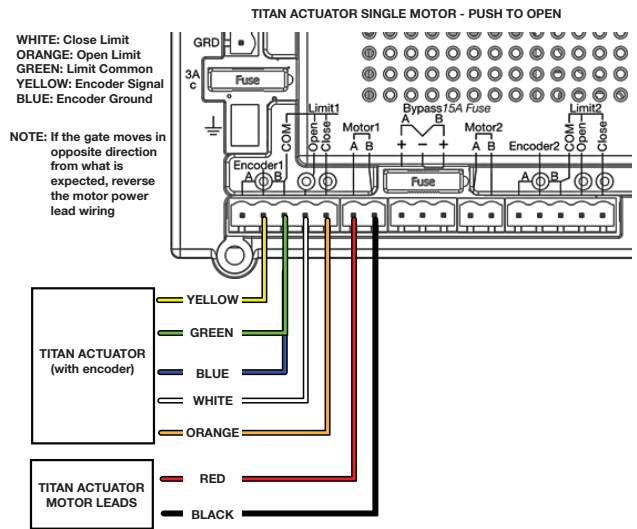 TITAN ACTUATOR SINGLE MOTOR - PUSH TO OPEN
WHITE: Close Limit
ORANGE: Open Limit
GREEN: Limit Common
YELLOW: Encoder Signal
BLUE: Encoder Ground
NOTE: If the gate moves in
opposite direction
from what is
expected, reverse
the motor power
lead wiring
GRD
3A
c
Fuse
Limit1
COM
Open
Close
Encoder1
A B
Motor1
A B
Bypass 15A Fuse
A B
+ − +
Fuse
Motor2
A B
Encoder2
A B
Limit2
COM
Open
Close
TITAN ACTUATOR
(with encoder)
YELLOW
GREEN
BLUE
WHITE
ORANGE
TITAN ACTUATOR
MOTOR LEADS
RED
BLACK